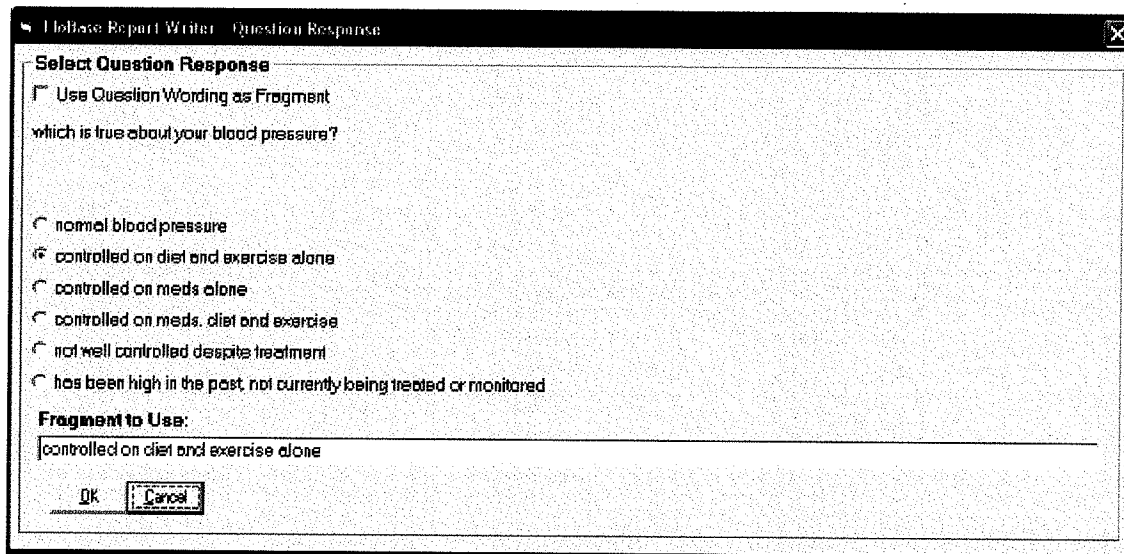 Report Writer - Question Response
Select Question Response
Use Question Wording as Fragment
which is true about your blood pressure?
normal blood pressure
controlled on diet and exercise alone
controlled on meds alone
controlled on meds, diet and exercise
not well controlled despite treatment
has been high in the past, not currently being treated or monitored
Fragment to Use:
controlled on diet and exercise alone
OK Cancel